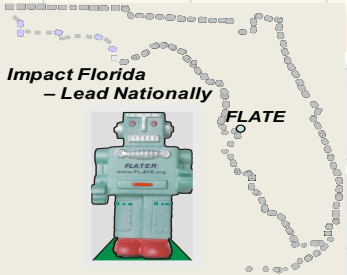 Impact Florida
– Lead Nationally
FLATE
FLATER
www.FLATE.org